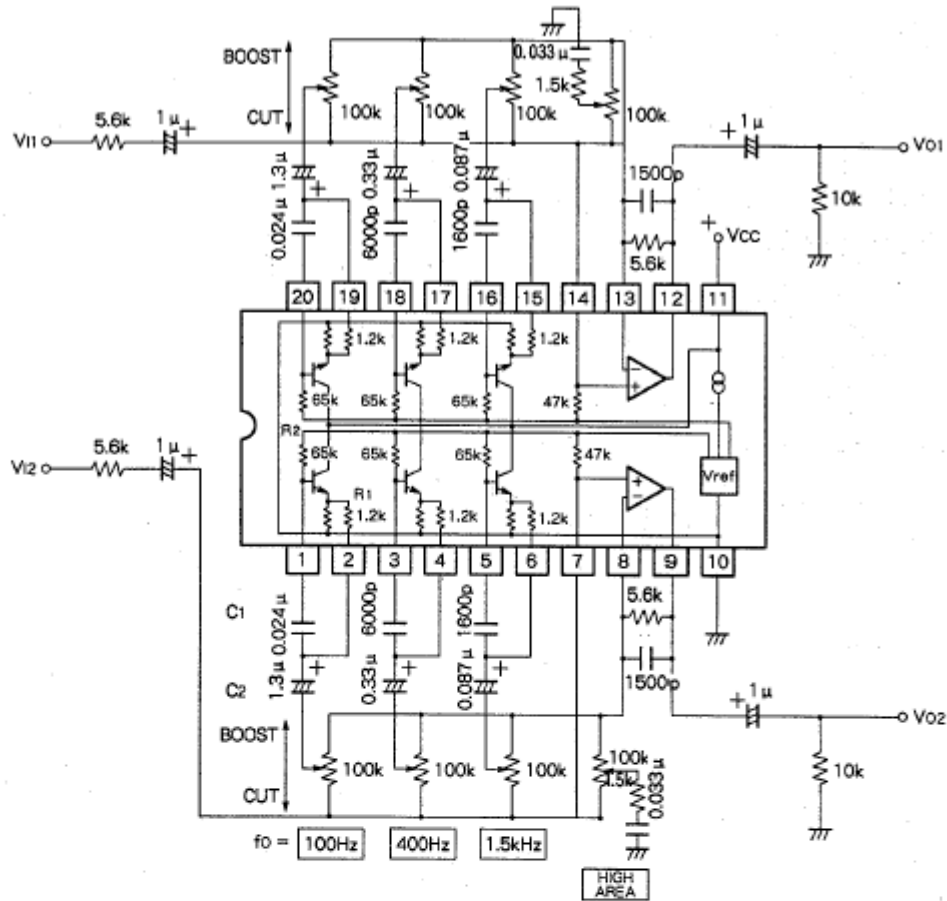 BOOST
CUT
100k
100k
100k
0.033μ
1.5k
100k
VI1
5.6k
1μ
+
1.3μ
+
0.024μ
0.33μ
+
6000p
0.087μ
+
1600p
+
1μ
VO1
1500p
10k
5.6k
+
VCC
20
19
18
17
16
15
14
13
12
11
1.2k
1.2k
1.2k
65k
65k
65k
47k
−
+
R2
65k
65k
65k
47k
Vref
R1
1.2k
1.2k
1.2k
+
−
VI2
5.6k
1μ
+
1
2
3
4
5
6
7
8
9
10
C1
0.024μ
6000p
1600p
5.6k
C2
1.3μ
+
0.33μ
+
0.087μ
+
1500p
+
1μ
VO2
10k
BOOST
CUT
100k
100k
100k
100k
1.5k
0.033μ
fO =
100Hz
400Hz
1.5kHz
HIGH
AREA